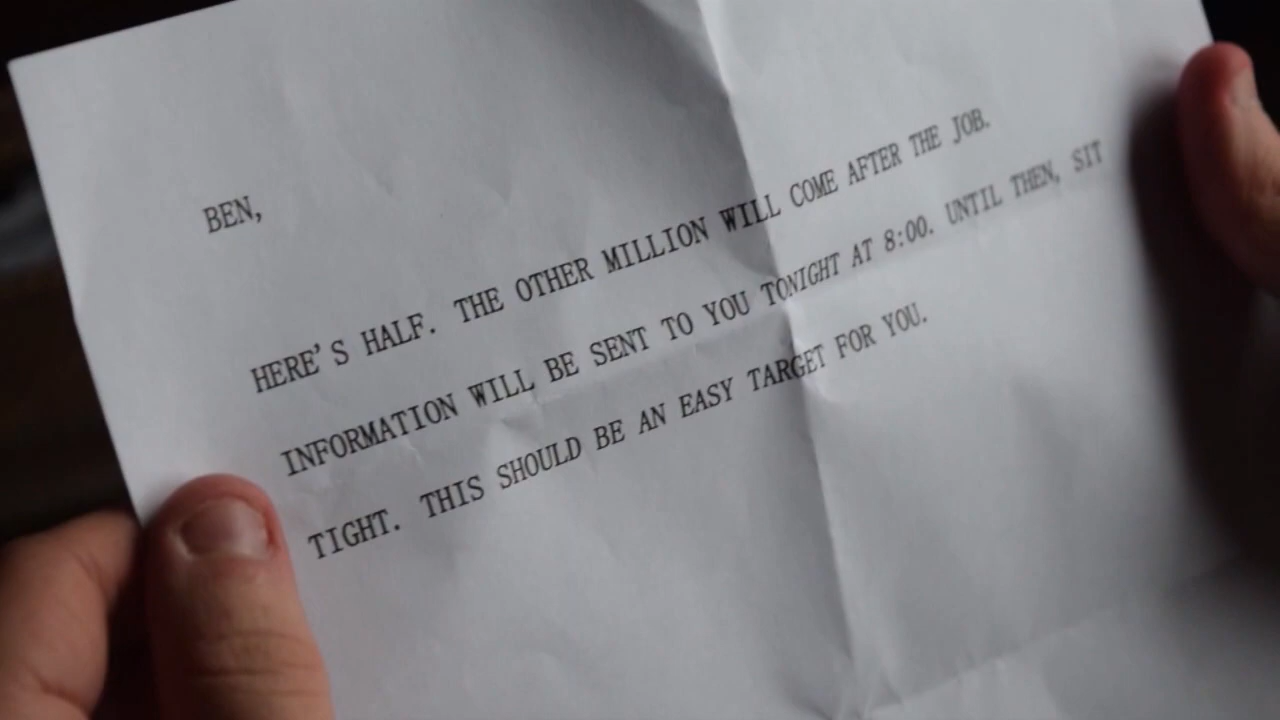 BEN,
HERE'S HALF. THE OTHER MILLION WILL COME AFTER THE JOB.
INFORMATION WILL BE SENT TO YOU TONIGHT AT 8:00. UNTIL THEN, SIT
TIGHT. THIS SHOULD BE AN EASY TARGET FOR YOU.